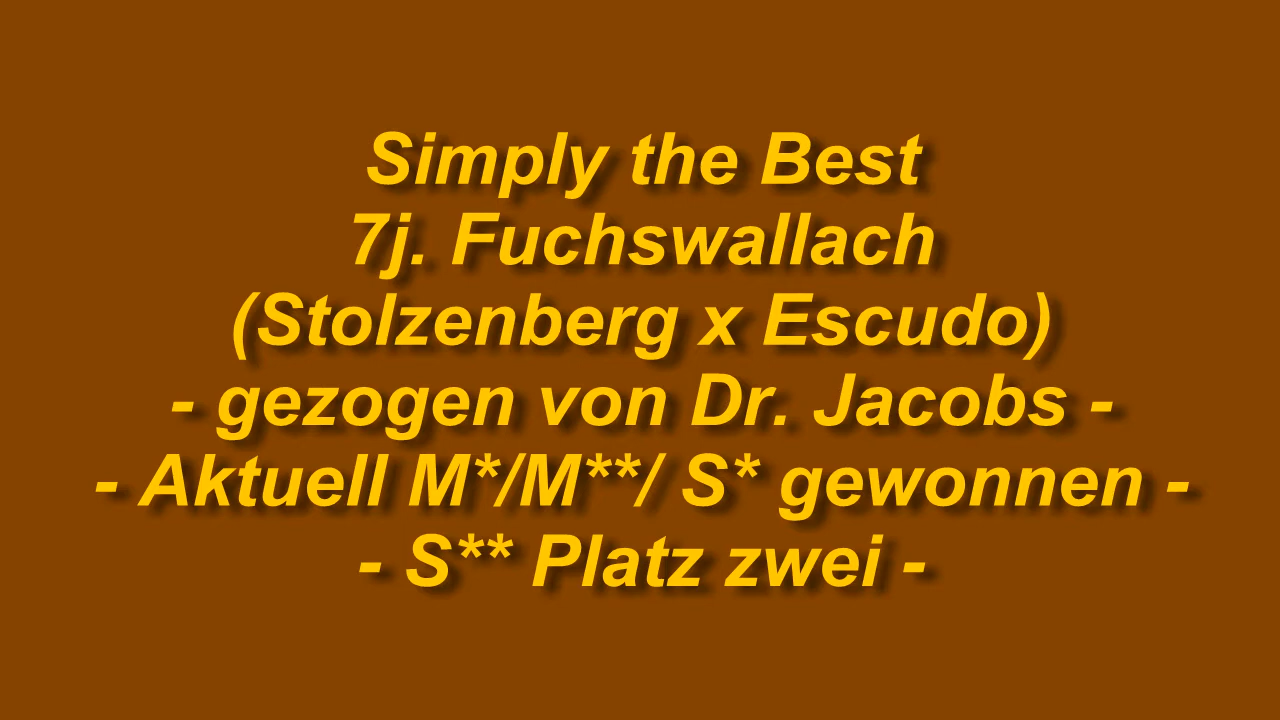 Simply the Best
7j. Fuchswallach
(Stolzenberg x Escudo)
- gezogen von Dr. Jacobs -
- Aktuell M*/M**/ S* gewonnen -
- S** Platz zwei -